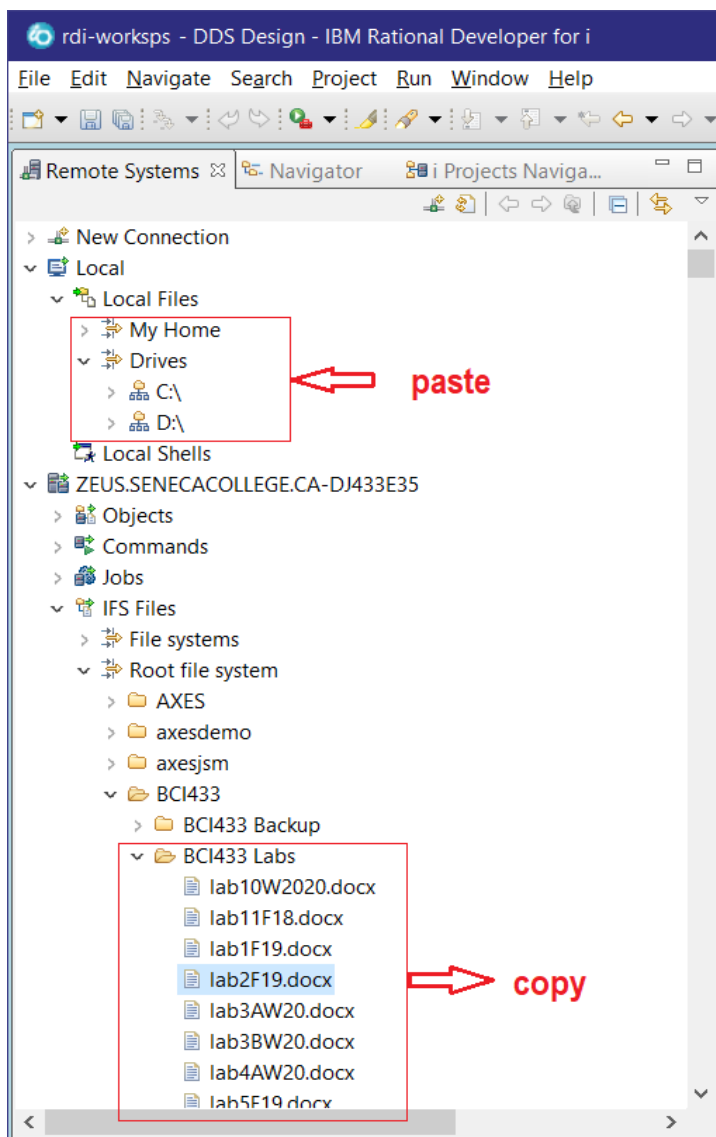 rdi-worksps - DDS Design - IBM Rational Developer for i
File Edit Navigate Search Project Run Window Help
Remote Systems Navigator i Projects Naviga...
New Connection
Local
Local Files
My Home
Drives
paste
C:\
D:\
Local Shells
ZEUS.SENECACOLLEGE.CA-DJ433E35
Objects
Commands
Jobs
IFS Files
File systems
Root file system
AXES
axesdemo
axesjsm
BCI433
BCI433 Backup
BCI433 Labs
lab10W2020.docx
lab11F18.docx
lab1F19.docx
lab2F19.docx
copy
lab3AW20.docx
lab3BW20.docx
lab4AW20.docx
lab5F19.docx